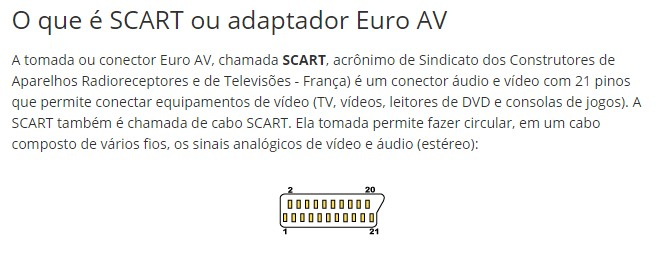 O que é SCART ou adaptador Euro AV
A tomada ou conector Euro AV, chamada SCART, acrônimo de Sindicato dos Construtores de
Aparelhos Radioreceptores e de Televisões - França) é um conector áudio e vídeo com 21 pinos
que permite conectar equipamentos de vídeo (TV, vídeos, leitores de DVD e consolas de jogos). A
SCART também é chamada de cabo SCART. Ela tomada permite fazer circular, em um cabo
composto de vários fios, os sinais analógicos de vídeo e áudio (estéreo):
2 20
1 21